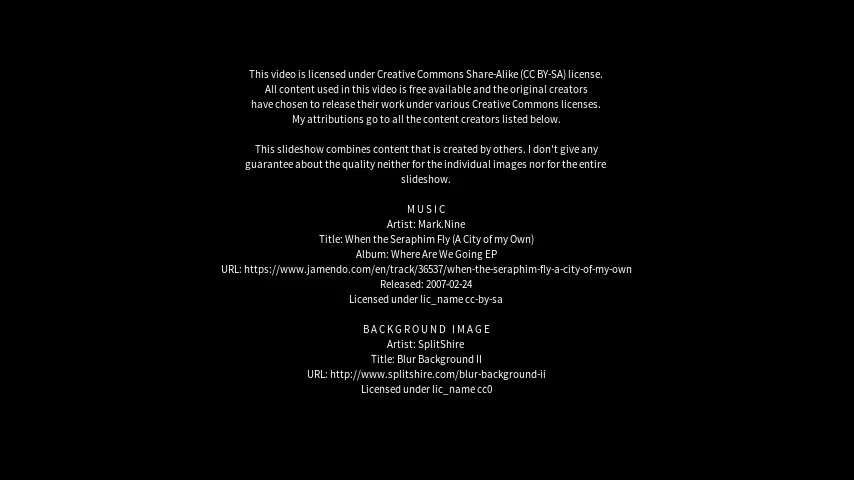 This video is licensed under Creative Commons Share-Alike (CC BY-SA) license.
All content used in this video is free available and the original creators
have chosen to release their work under various Creative Commons licenses.
My attributions go to all the content creators listed below.
This slideshow combines content that is created by others. I don't give any
guarantee about the quality neither for the individual images nor for the entire
slideshow.
MUSIC
Artist: Mark.Nine
Title: When the Seraphim Fly (A City of my Own)
Album: Where Are We Going EP
URL: https://www.jamendo.com/en/track/36537/when-the-seraphim-fly-a-city-of-my-own
Released: 2007-02-24
Licensed under lic_name cc-by-sa
BACKGROUND IMAGE
Artist: SplitShire
Title: Blur Background II
URL: http://www.splitshire.com/blur-background-ii
Licensed under lic_name cc0